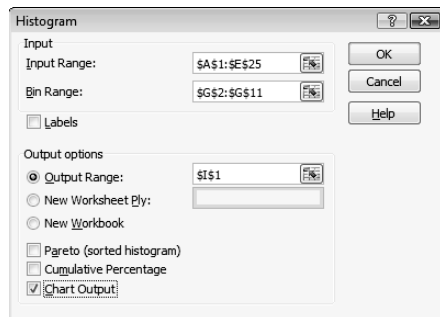 Histogram
Input
Input Range: $A$1:$E$25
Bin Range: $G$2:$G$11
Labels
OK
Cancel
Help
Output options
Output Range: $I$1
New Worksheet Ply:
New Workbook
Pareto (sorted histogram)
Cumulative Percentage
Chart Output